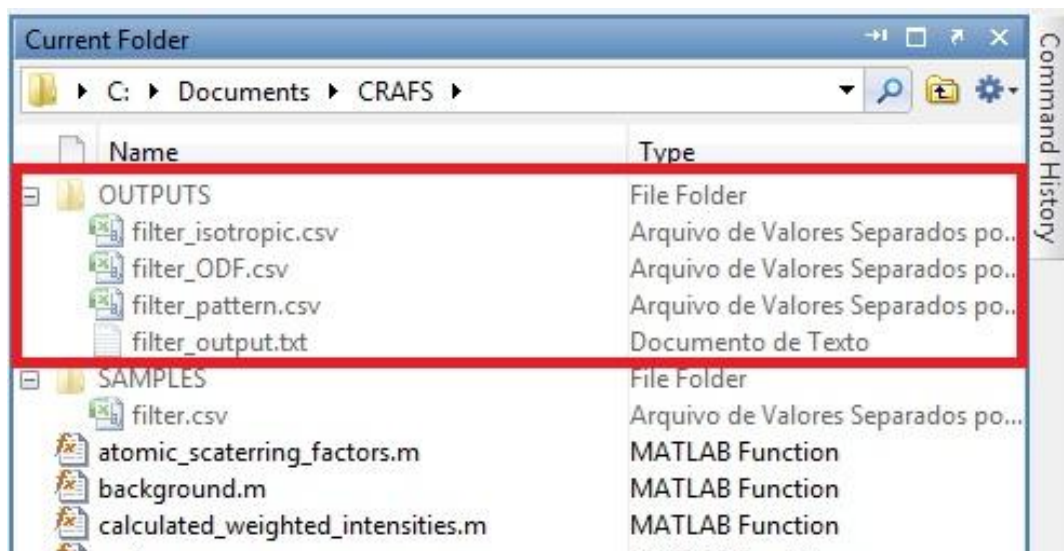 Current Folder
C: Documents CRAFS
Name Type
OUTPUTS File Folder
filter_isotropic.csv Arquivo de Valores Separados po...
filter_ODF.csv Arquivo de Valores Separados po...
filter_pattern.csv Arquivo de Valores Separados po...
filter_output.txt Documento de Texto
SAMPLES File Folder
filter.csv Arquivo de Valores Separados po...
atomic_scaterring_factors.m MATLAB Function
background.m MATLAB Function
calculated_weighted_intensities.m MATLAB Function
Command History